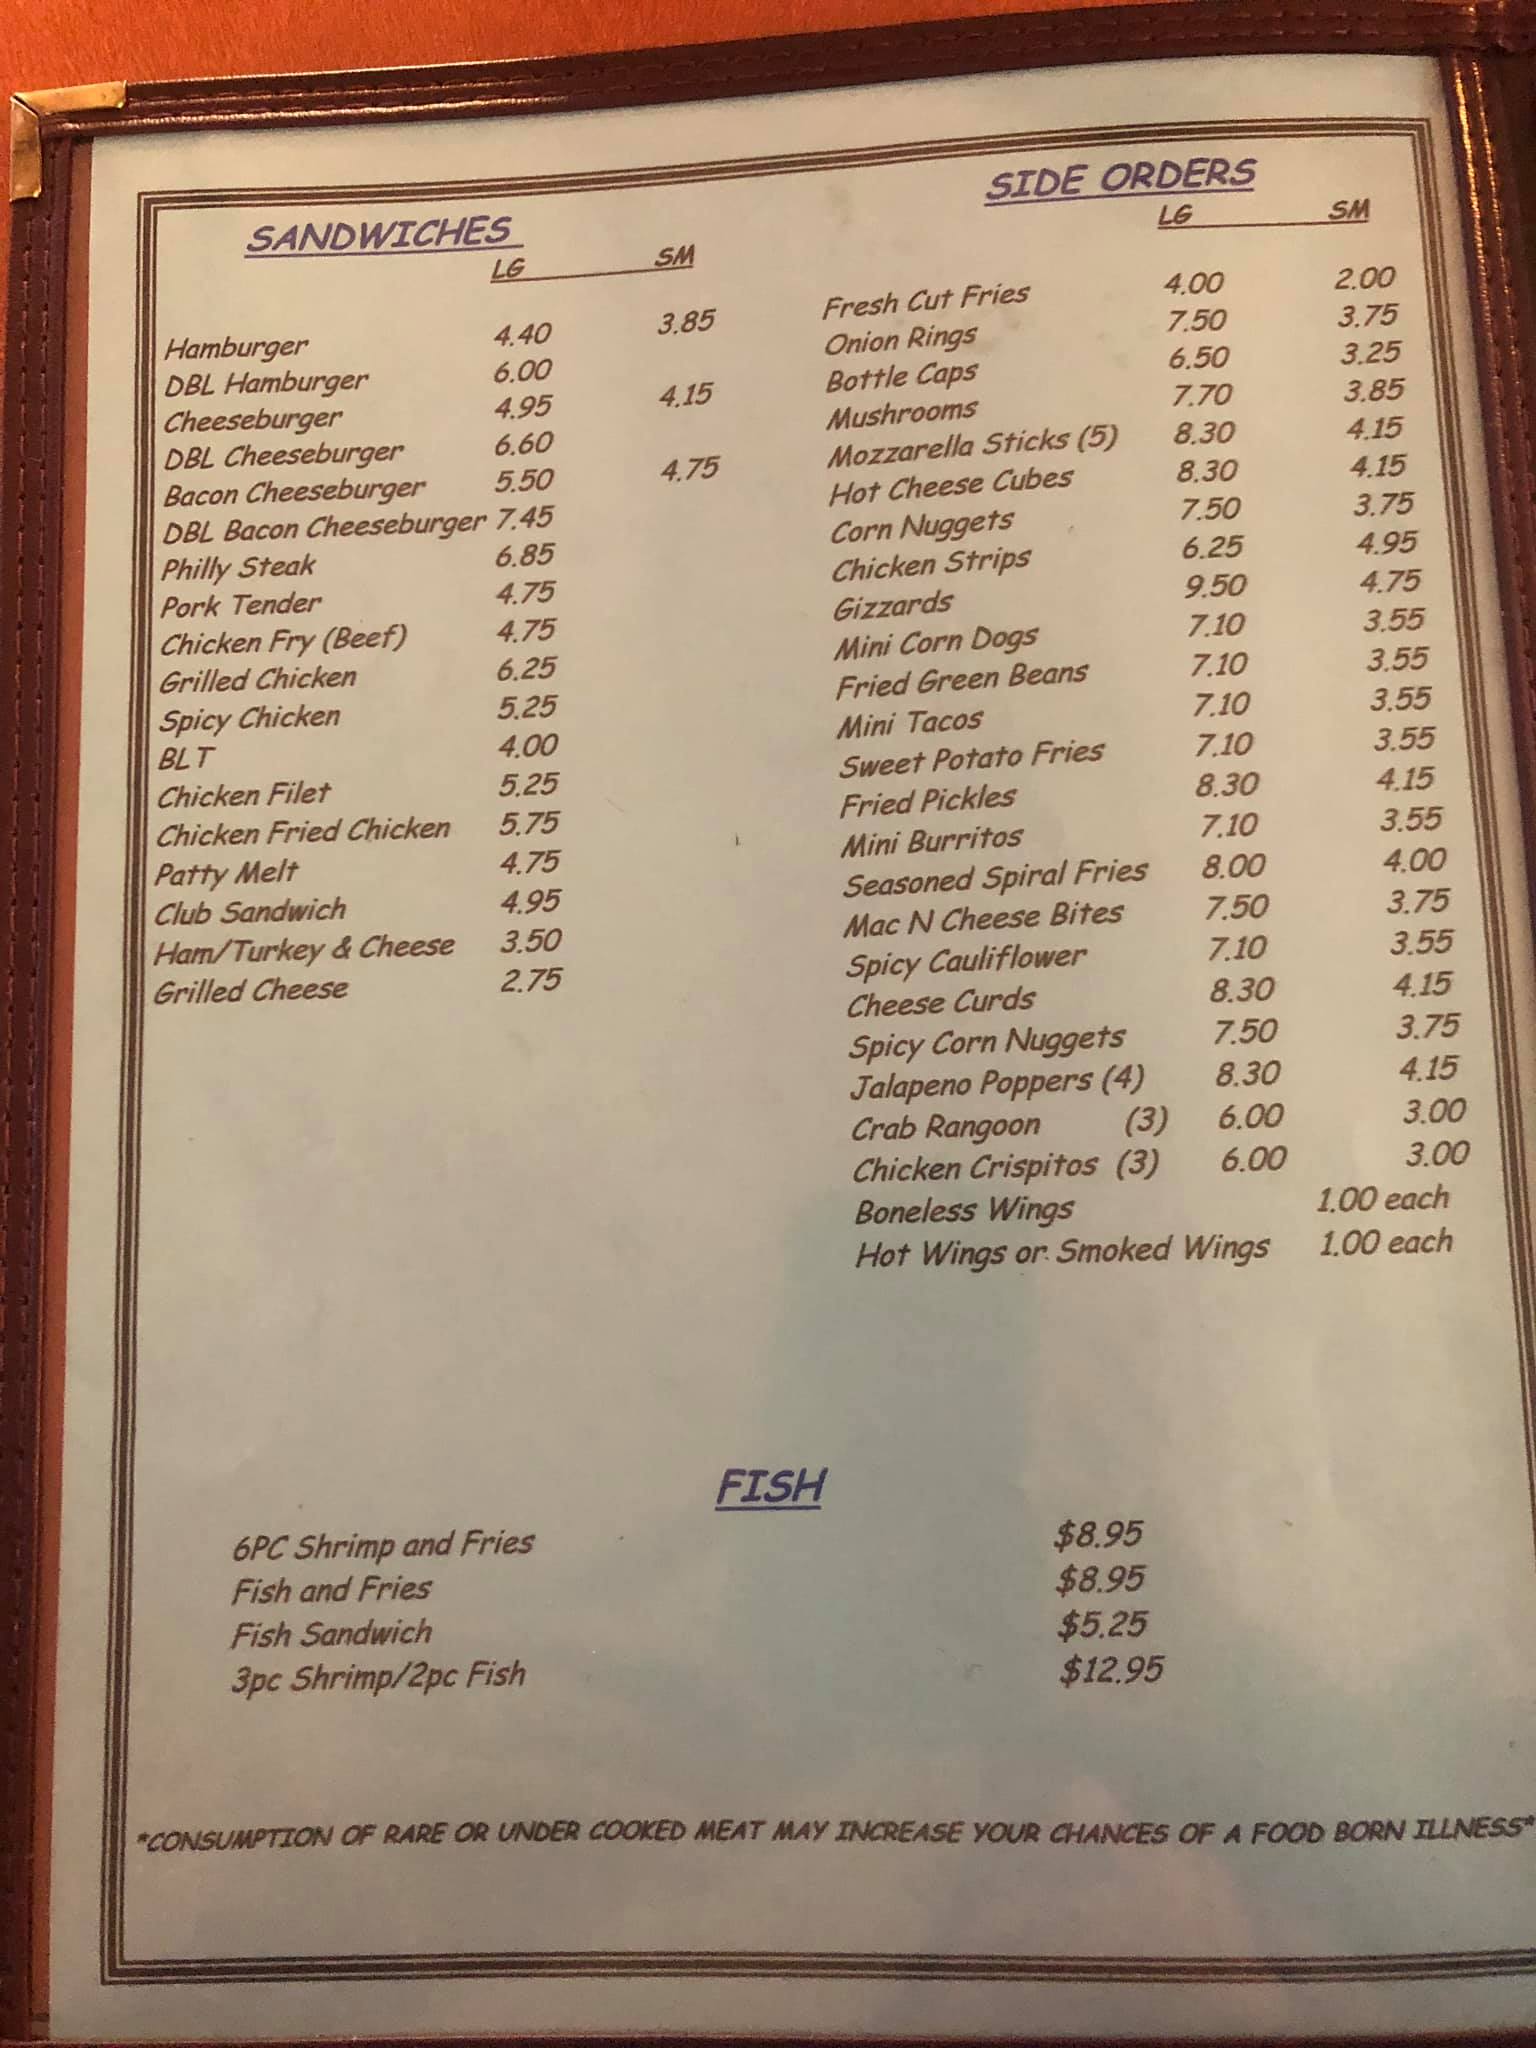 SANDWICHES
LG SM
Hamburger 4.40 3.85
DBL Hamburger 6.00
Cheeseburger 4.95 4.15
DBL Cheeseburger 6.60
Bacon Cheeseburger 5.50 4.75
DBL Bacon Cheeseburger 7.45
Philly Steak 6.85
Pork Tender 4.75
Chicken Fry (Beef) 4.75
Grilled Chicken 6.25
Spicy Chicken 5.25
BLT 4.00
Chicken Filet 5.25
Chicken Fried Chicken 5.75
Patty Melt 4.75
Club Sandwich 4.95
Ham/Turkey & Cheese 3.50
Grilled Cheese 2.75
SIDE ORDERS
LG SM
Fresh Cut Fries 4.00 2.00
Onion Rings 7.50 3.75
Bottle Caps 6.50 3.25
Mushrooms 7.70 3.85
Mozzarella Sticks (5) 8.30 4.15
Hot Cheese Cubes 8.30 4.15
Corn Nuggets 7.50 3.75
Chicken Strips 6.25 4.95
Gizzards 9.50 4.75
Mini Corn Dogs 7.10 3.55
Fried Green Beans 7.10 3.55
Mini Tacos 7.10 3.55
Sweet Potato Fries 7.10 3.55
Fried Pickles 8.30 4.15
Mini Burritos 7.10 3.55
Seasoned Spiral Fries 8.00 4.00
Mac N Cheese Bites 7.50 3.75
Spicy Cauliflower 7.10 3.55
Cheese Curds 8.30 4.15
Spicy Corn Nuggets 7.50 3.75
Jalapeno Poppers (4) 8.30 4.15
Crab Rangoon (3) 6.00 3.00
Chicken Crispitos (3) 6.00 3.00
Boneless Wings 1.00 each
Hot Wings or Smoked Wings 1.00 each
FISH
6PC Shrimp and Fries $8.95
Fish and Fries $8.95
Fish Sandwich $5.25
3pc Shrimp/2pc Fish $12.95
*CONSUMPTION OF RARE OR UNDER COOKED MEAT MAY INCREASE YOUR CHANCES OF A FOOD BORN ILLNESS*